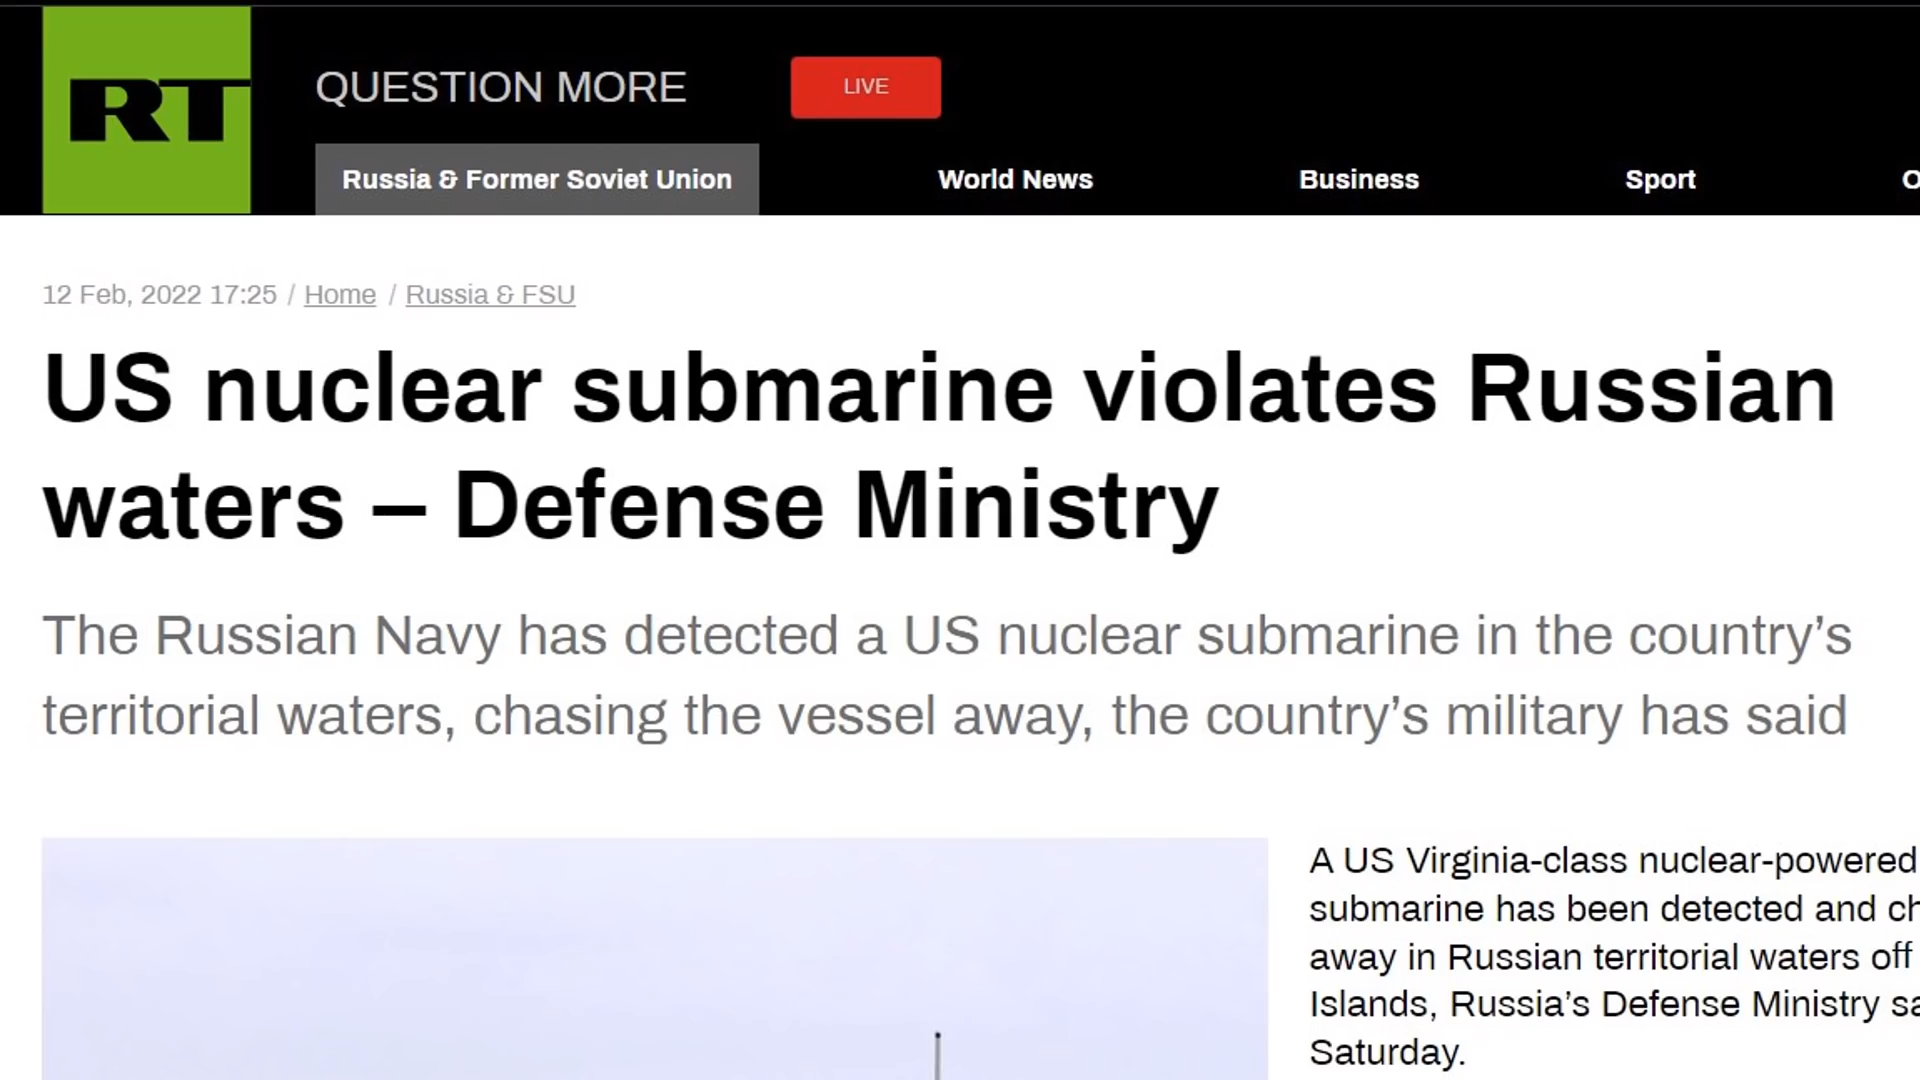 RT
QUESTION MORE
LIVE
Russia & Former Soviet Union
World News
Business
Sport
12 Feb, 2022 17:25 / Home / Russia & FSU
US nuclear submarine violates Russian
waters – Defense Ministry
The Russian Navy has detected a US nuclear submarine in the country’s
territorial waters, chasing the vessel away, the country’s military has said
A US Virginia-class nuclear-powered
submarine has been detected and
away in Russian territorial waters off
Islands, Russia’s Defense Ministry
Saturday.